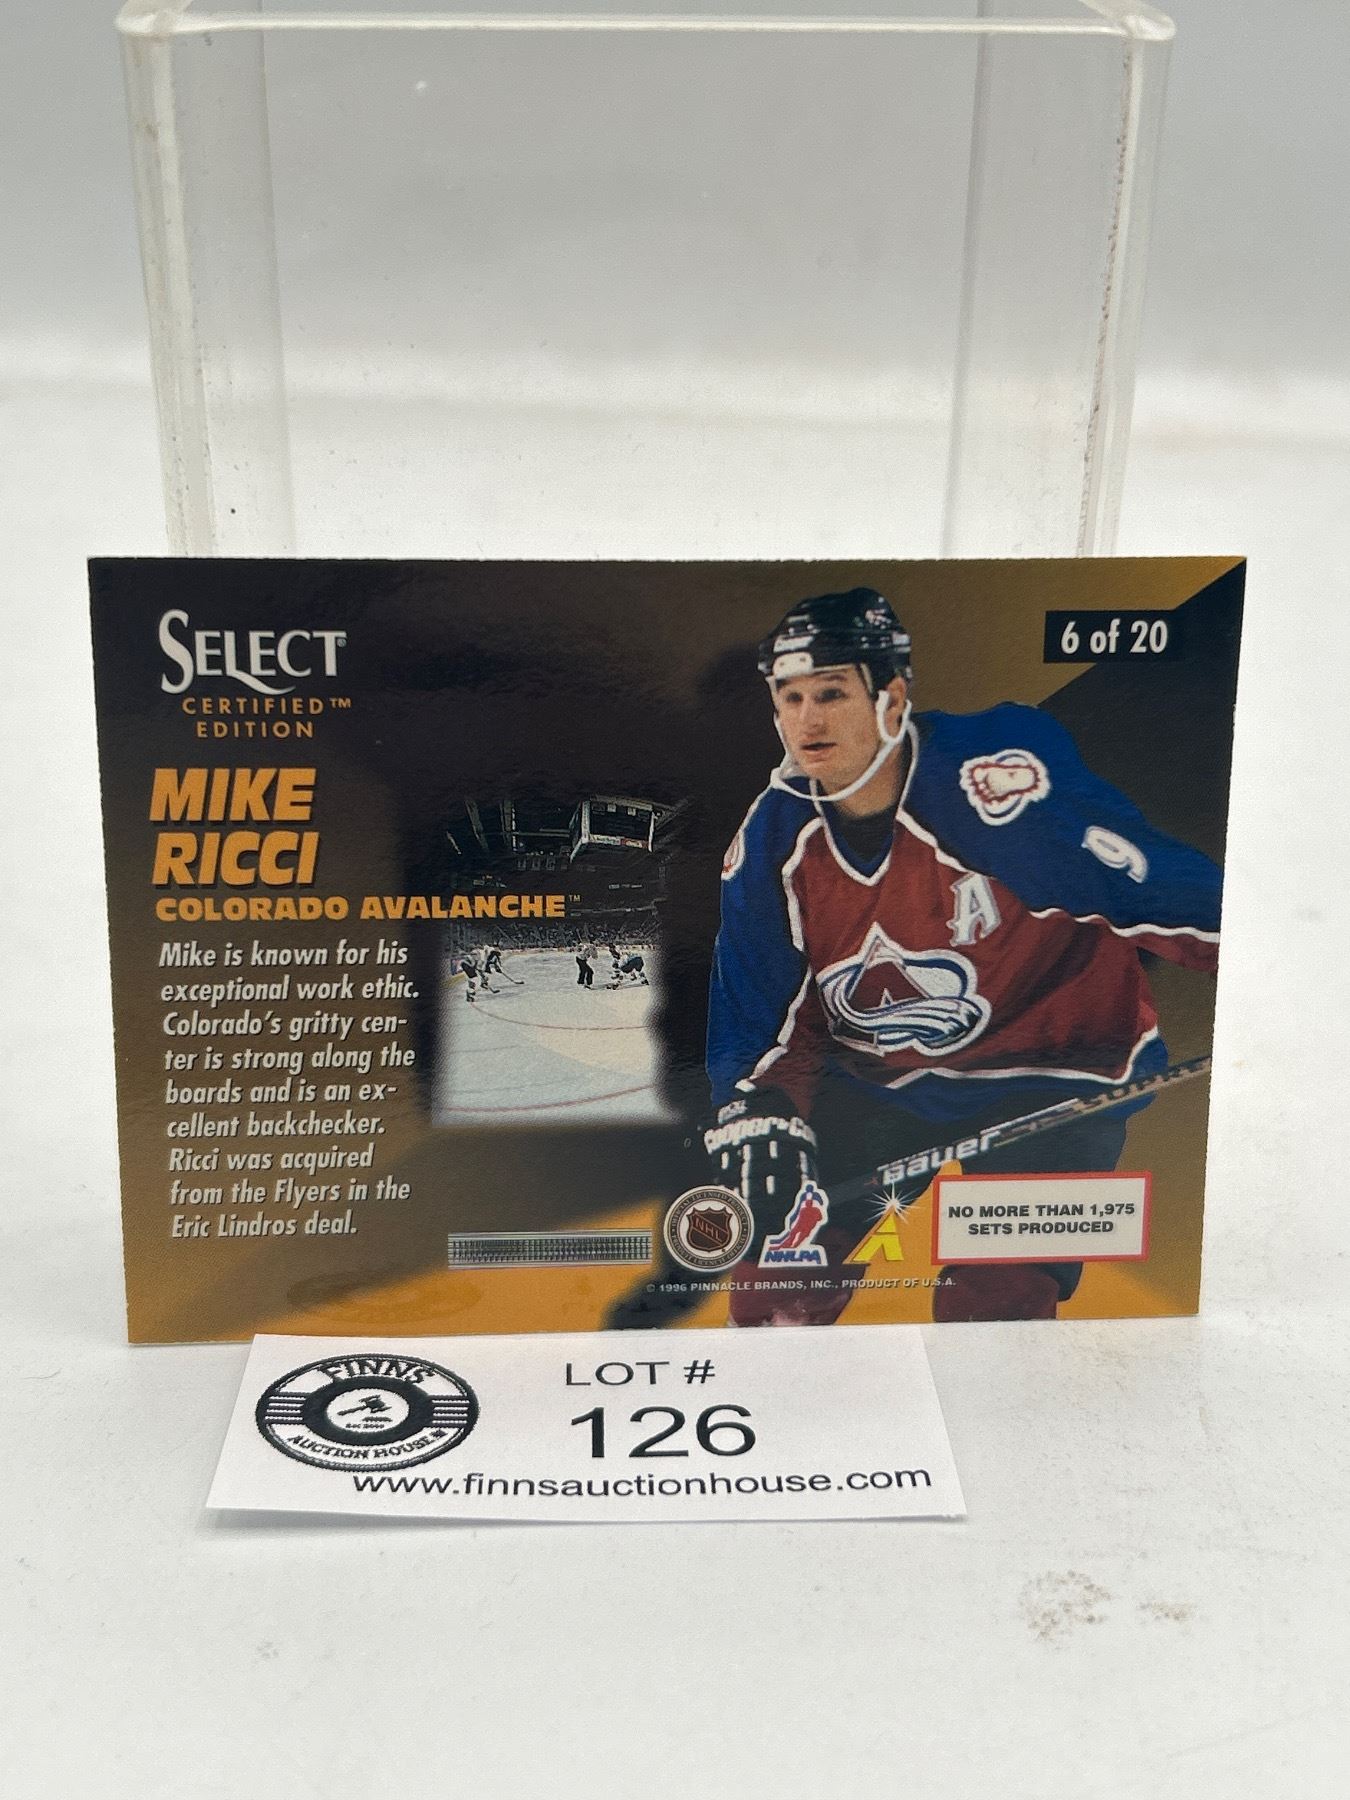 SELECT®
CERTIFIED™
EDITION
6 of 20
MIKE
RICCI
COLORADO AVALANCHE™
Mike is known for his
exceptional work ethic.
Colorado's gritty cen-
ter is strong along the
boards and is an ex-
cellent backchecker.
Ricci was acquired
from the Flyers in the
Eric Lindros deal.
9
A
Cooper
Bauer
NHL
NHLPA
NO MORE THAN 1,975
SETS PRODUCED
© 1996 PINNACLE BRANDS, INC., PRODUCT OF U.S.A.
FINNS
AUCTION HOUSE
LOT #
126
www.finnsauctionhouse.com